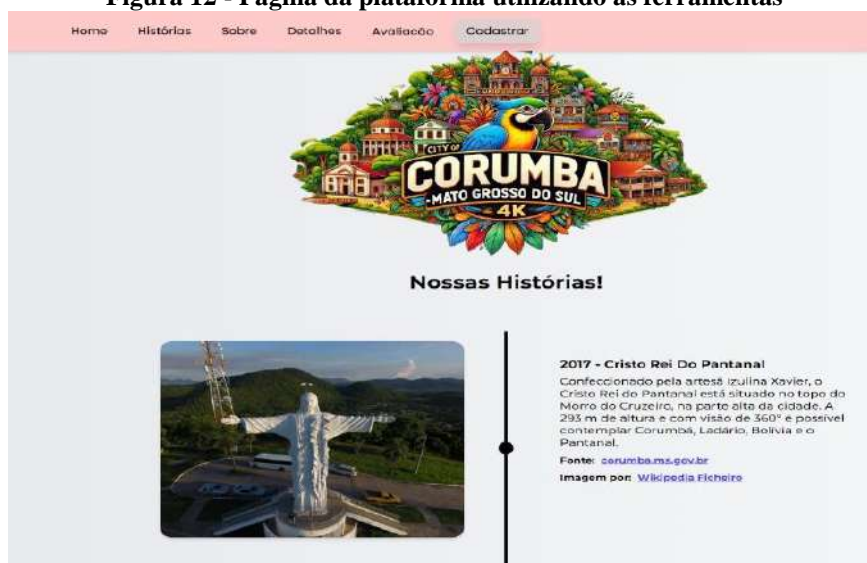 Figura 12 - Página da plataforma utilizando as ferramentas
Home Histórias Sobre Detalhes Avaliação Cadastrar
CITY OF
CORUMBA
-MATO GROSSO DO SUL-
4K
Nossas Histórias!
2017 - Cristo Rei Do Pantanal
Confeccionado pela artesã Izulina Xavier, o
Cristo Rei do Pantanal está situado no topo do
Morro do Cruzeiro, na parte alta da cidade. A
293 m de altura e com visão de 360° é possível
contemplar Corumbá, Ladário, Bolívia e o
Pantanal.
Fonte: corumba.ms.gov.br
Imagem por: Wikipedia Ficheiro